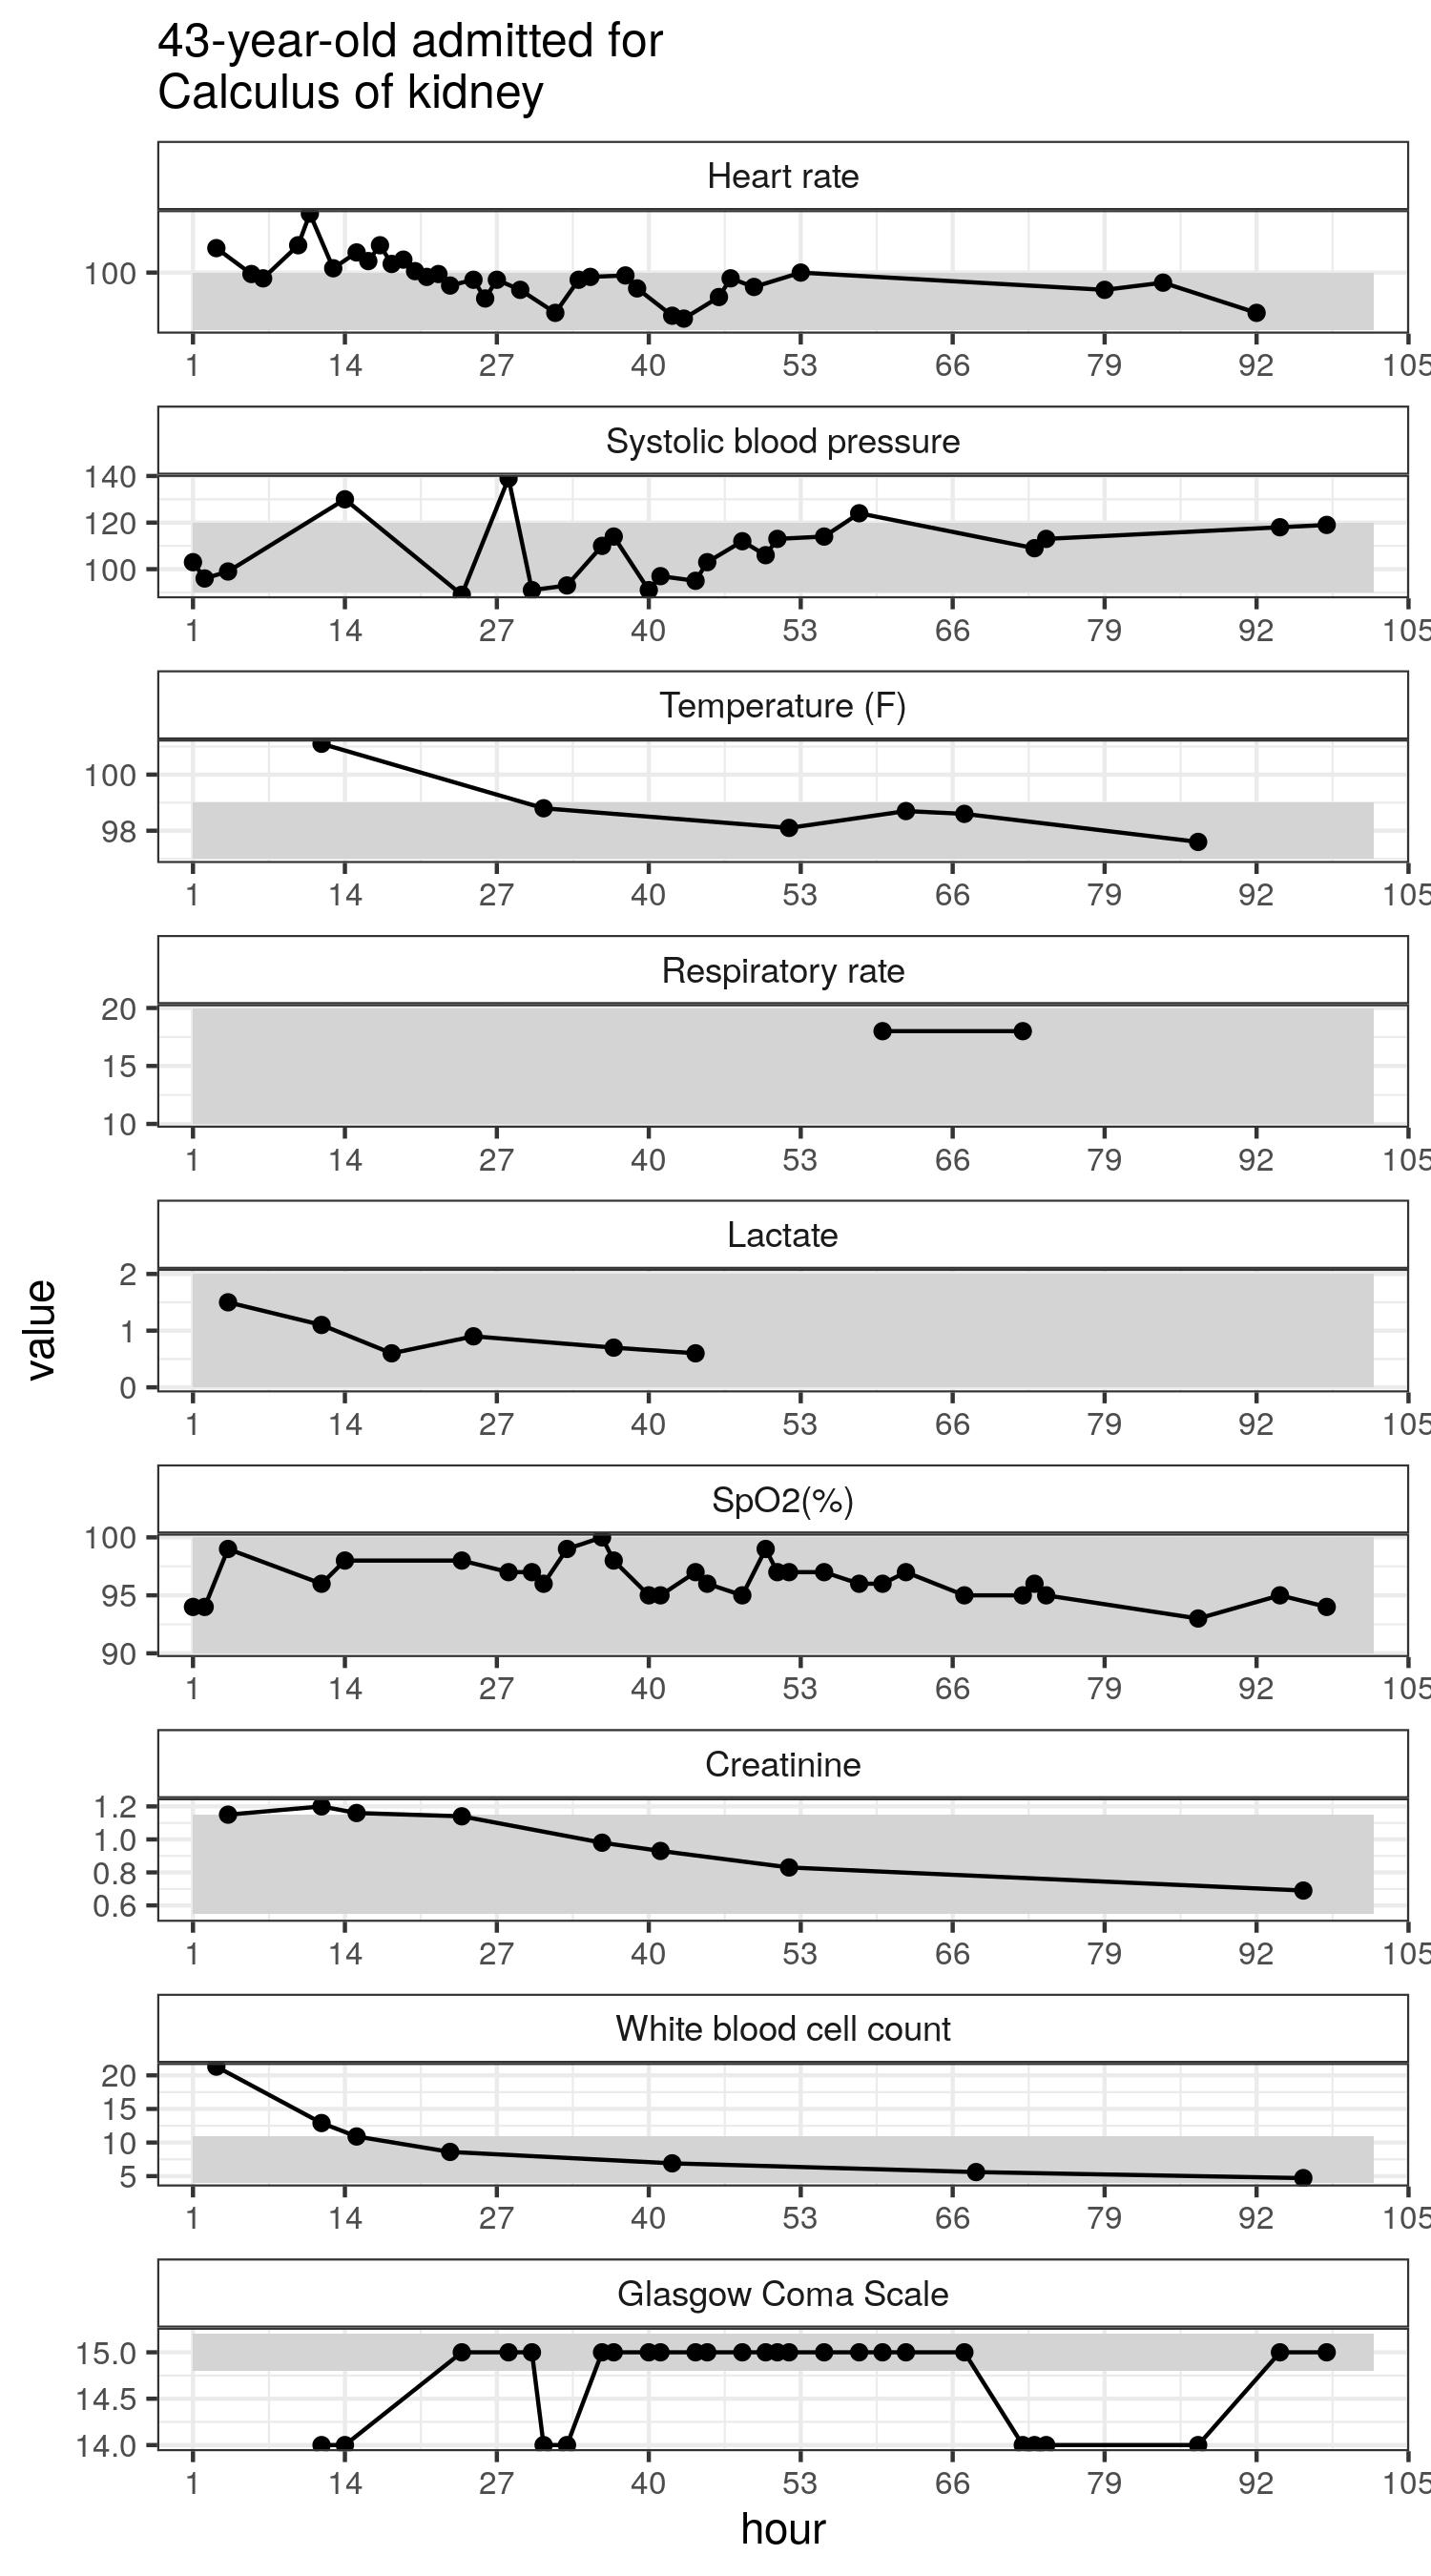 43-year-old admitted for
Calculus of kidney
Heart rate
100
1 14 27 40 53 66 79 92 105
Systolic blood pressure
140
120
100
1 14 27 40 53 66 79 92 105
Temperature (F)
100
98
1 14 27 40 53 66 79 92 105
Respiratory rate
20
15
10
1 14 27 40 53 66 79 92 105
Lactate
2
1
0
1 14 27 40 53 66 79 92 105
value
SpO2(%)
100
95
90
1 14 27 40 53 66 79 92 105
Creatinine
1.2
1.0
0.8
0.6
1 14 27 40 53 66 79 92 105
White blood cell count
20
15
10
5
1 14 27 40 53 66 79 92 105
Glasgow Coma Scale
15.0
14.5
14.0
1 14 27 40 53 66 79 92 105
hour